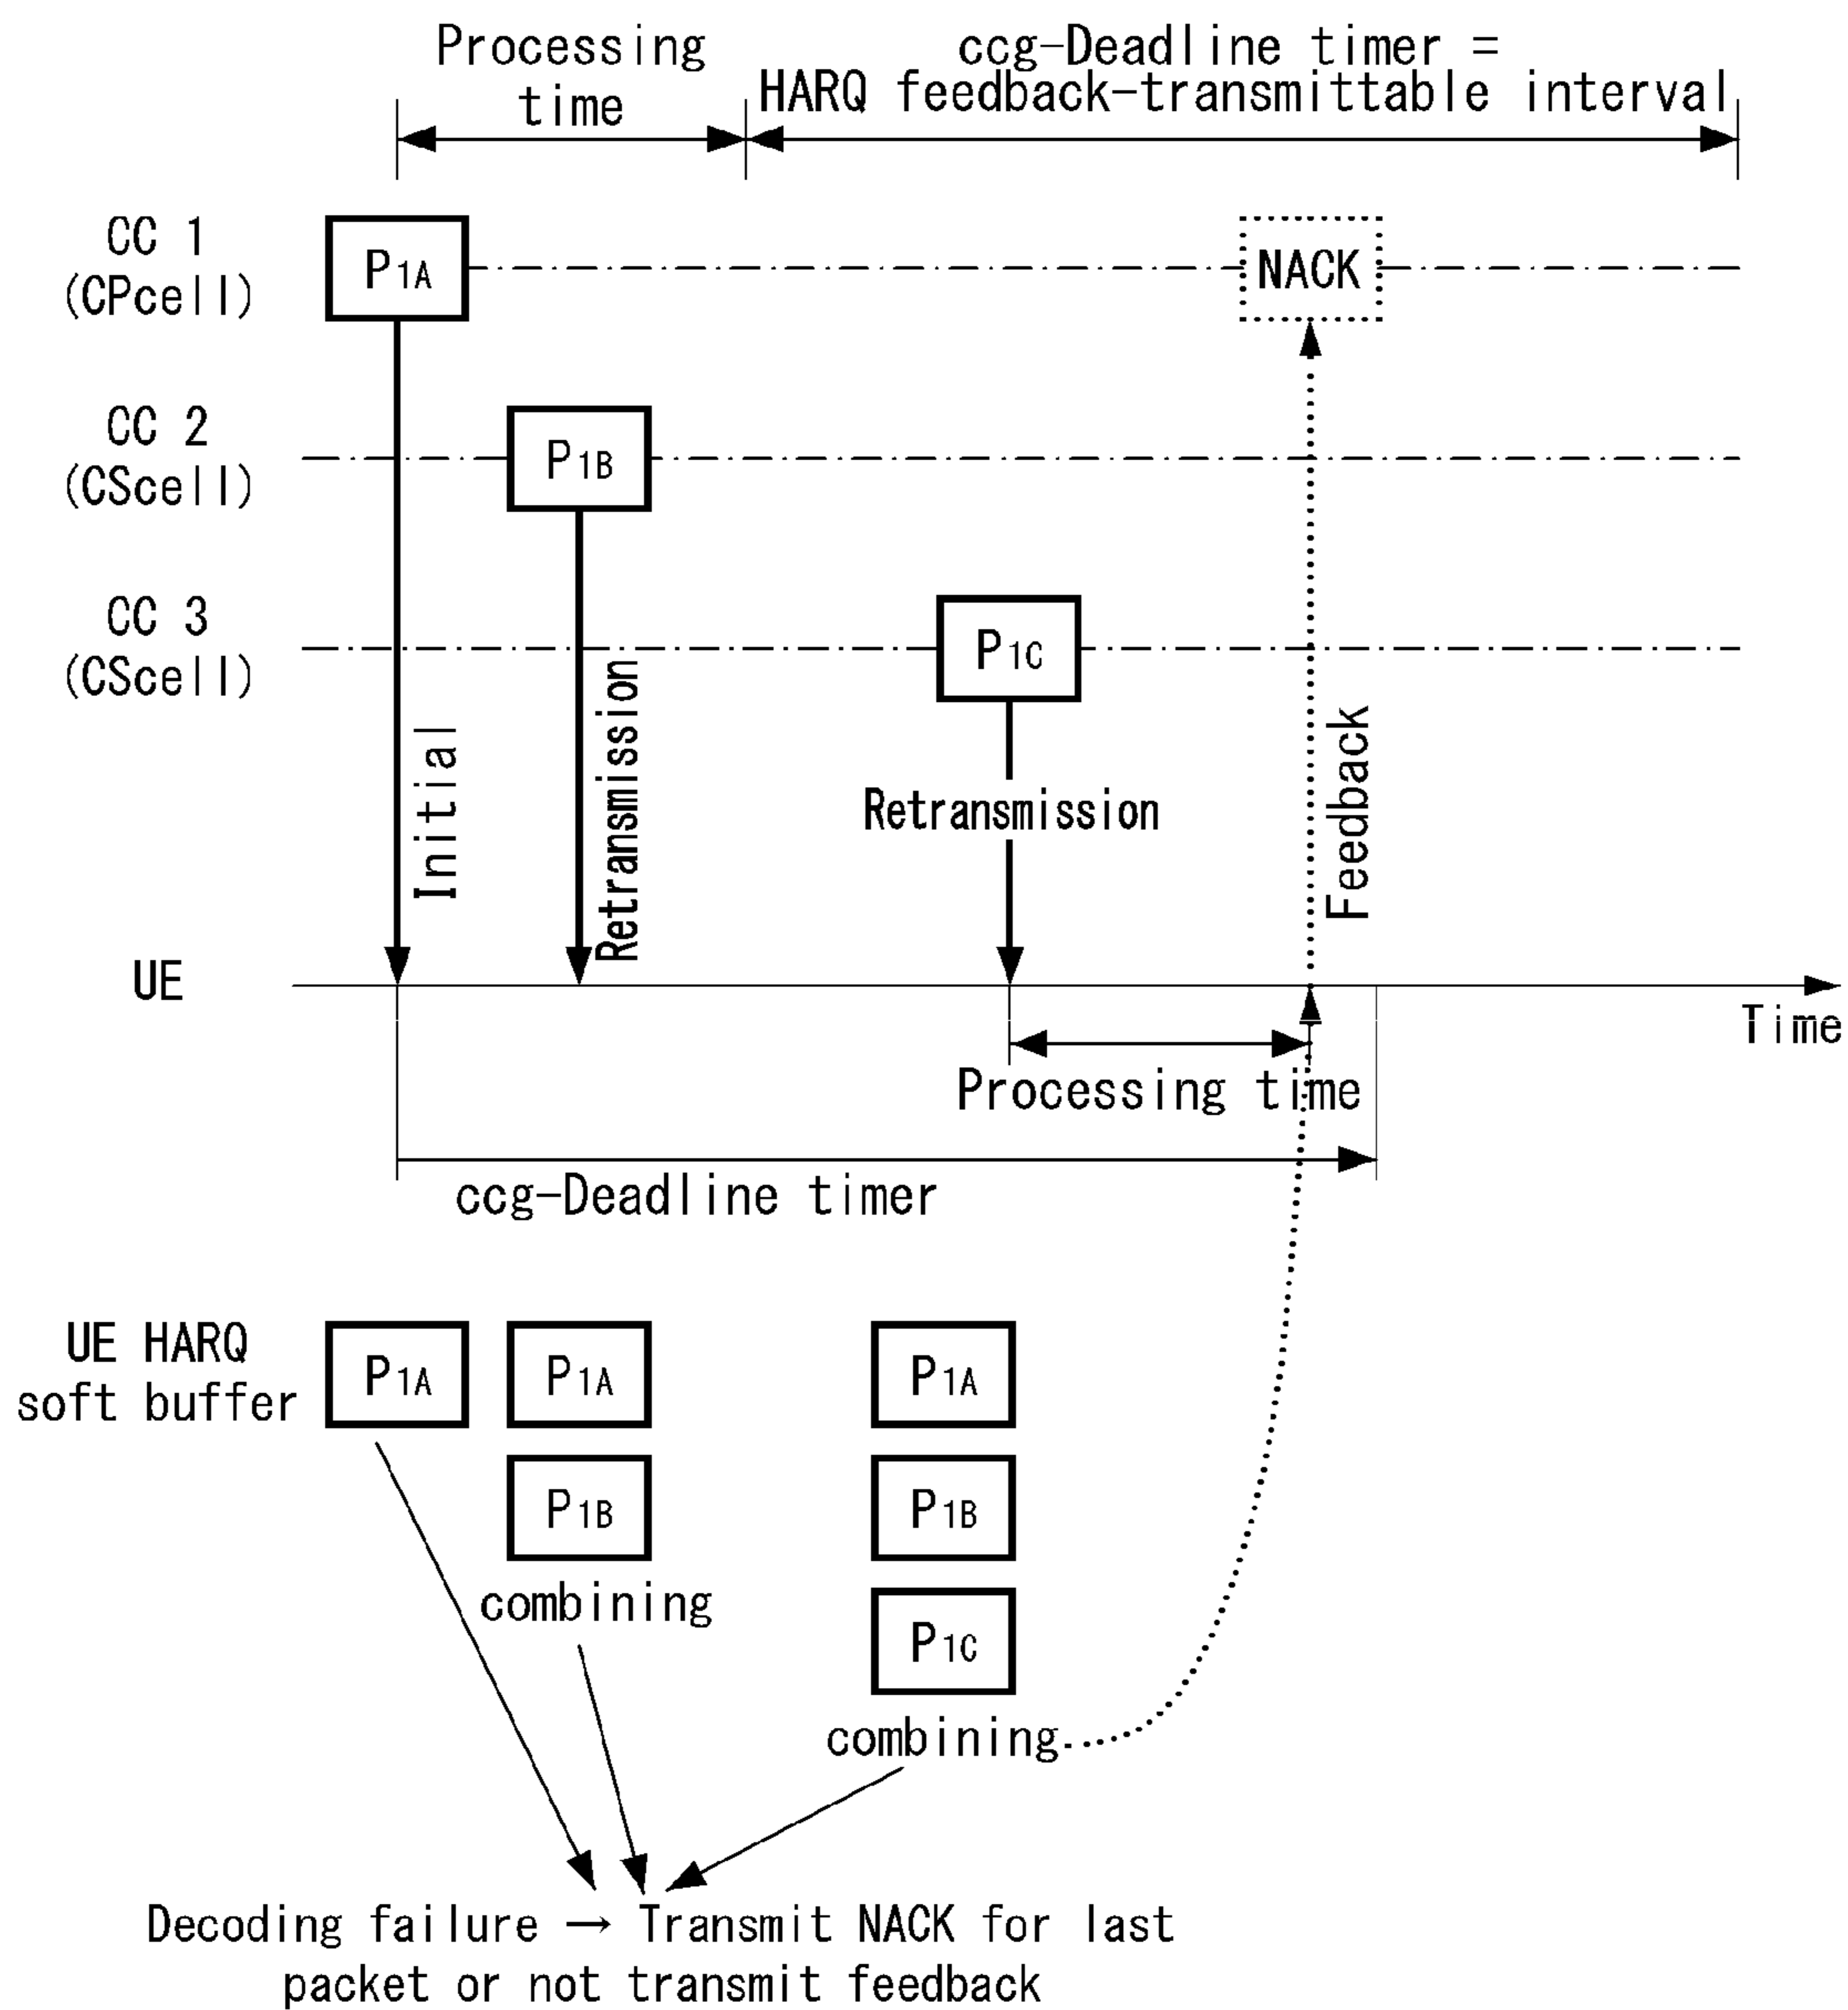 Processing
time
ccg-Deadline timer =
HARQ feedback-transmittable interval
CC 1
(CPcell)
P1A
NACK
CC 2
(CScell)
P1B
CC 3
(CScell)
P1C
Initial
Retransmission
Retransmission
Feedback
UE
Time
Processing time
ccg-Deadline timer
UE HARQ
soft buffer
P1A
P1A
P1A
P1B
P1B
combining
P1C
combining
Decoding failure → Transmit NACK for last
packet or not transmit feedback